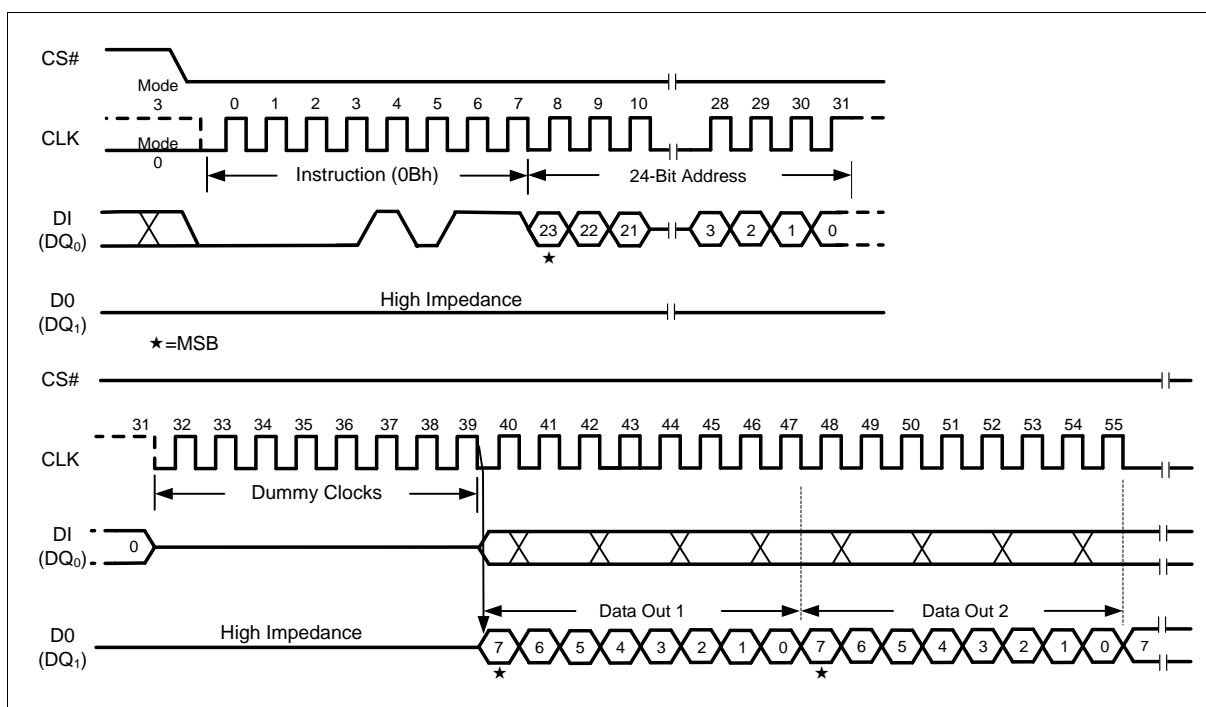 CS#
Mode
3
0 1 2 3 4 5 6 7 8 9 10 28 29 30 31
CLK
Mode
0
Instruction (0Bh) 24-Bit Address
DI
(DQ0)
23 22 21 3 2 1 0
★
D0
(DQ1)
High Impedance
★=MSB
CS#
31 32 33 34 35 36 37 38 39 40 41 42 43 44 45 46 47 48 49 50 51 52 53 54 55
CLK
Dummy Clocks
DI
(DQ0)
0
Data Out 1 Data Out 2
D0
(DQ1)
High Impedance
7 6 5 4 3 2 1 0 7 6 5 4 3 2 1 0 7
★ ★